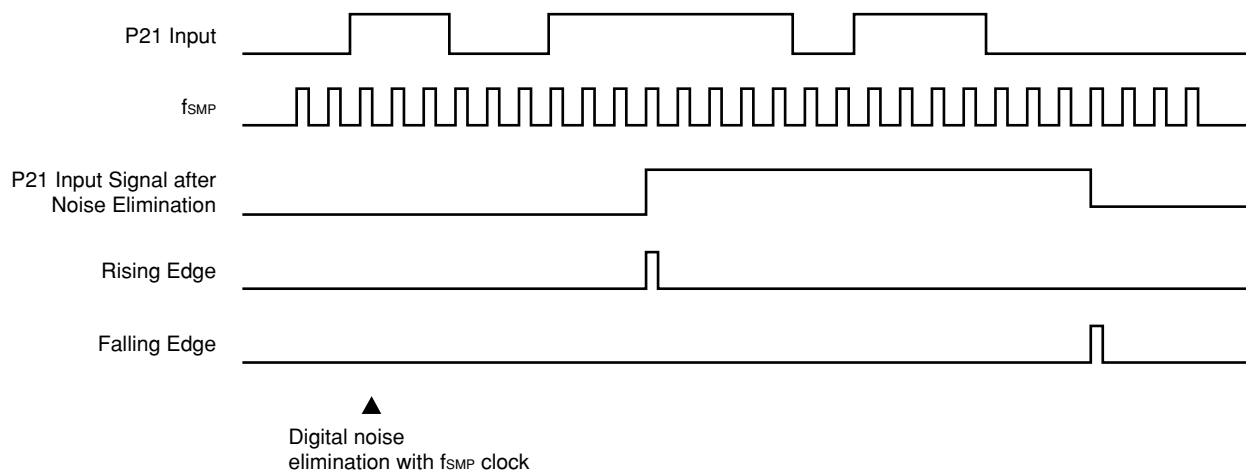 P21 Input
fSMP
P21 Input Signal after
Noise Elimination
Rising Edge
Falling Edge
Digital noise
elimination with fSMP clock